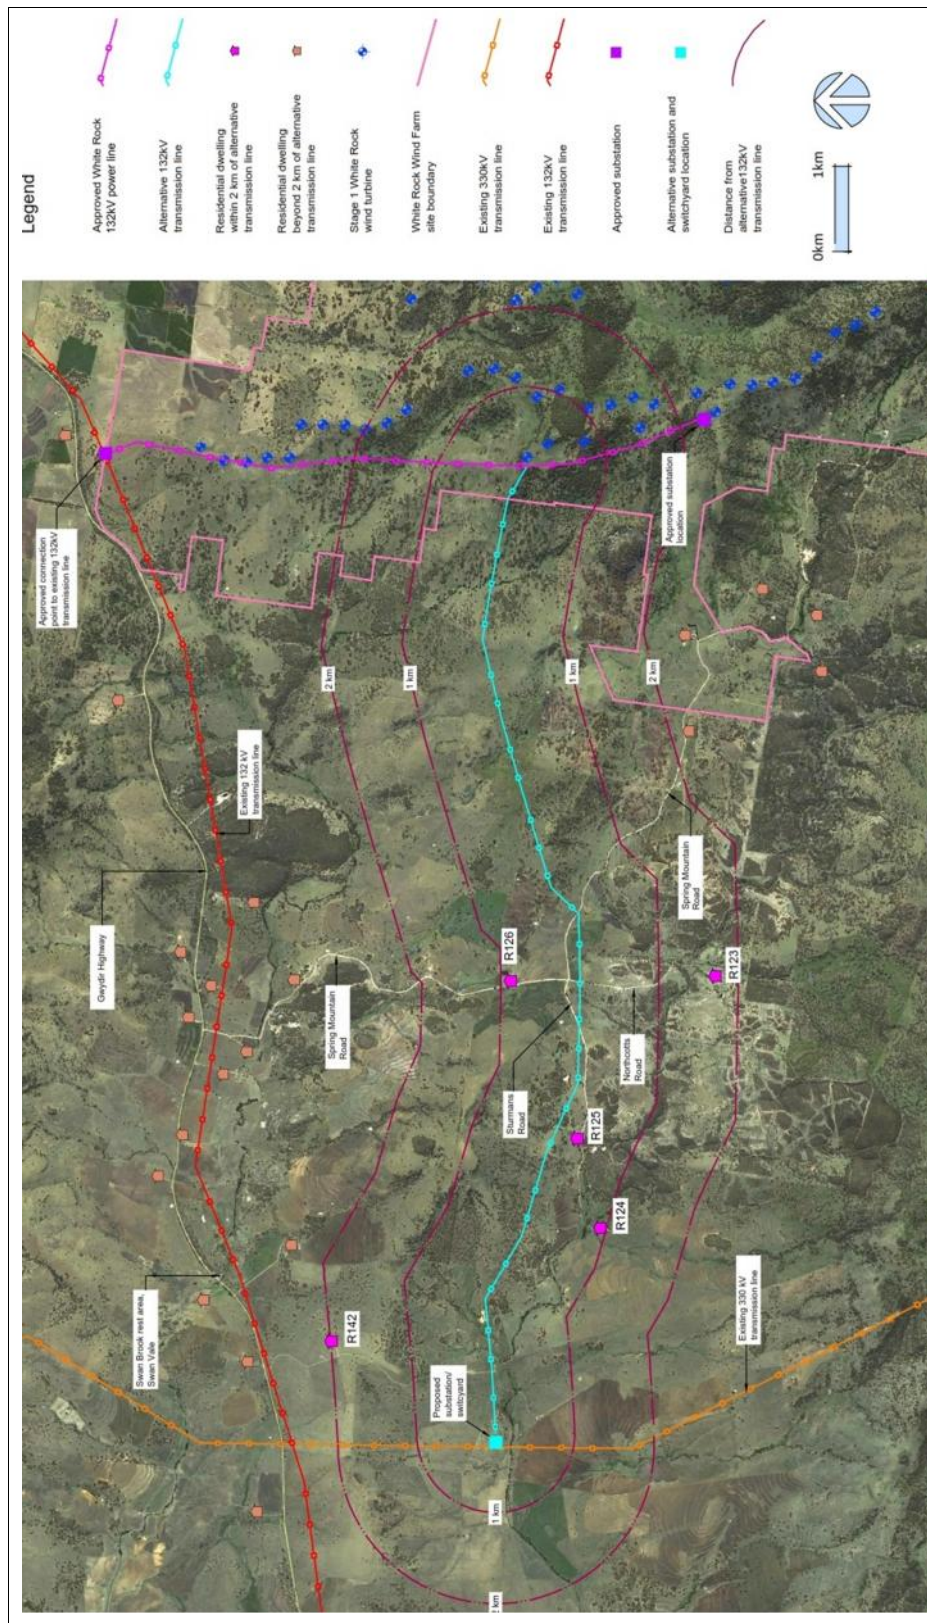 Legend
Approved White Rock
132kV power line
Alternative 132kV
transmission line
Residential dwelling
within 2 km of alternative
transmission line
Residential dwelling
beyond 2 km of alternative
transmission line
Stage 1 White Rock
wind turbine
White Rock Wind Farm
site boundary
Existing 330kV
transmission line
Existing 132kV
transmission line
Approved substation
Alternative substation and
switchyard location
Distance from
alternative132kV
transmission line
0km
1km
Approved connection
point to existing 132kV
transmission line
Approved substation
location
2 km
1 km
1 km
2 km
Existing 132 kV
transmission line
Gwydir Highway
Spring Mountain
Road
Spring Mountain
Road
R126
R123
Sturmans
Road
Northcotts
Road
R125
R124
Swan Brook rest area,
Swan Vale
R142
Proposed
substation/
switcyard
Existing 330 kV
transmission line
1 km
2 km